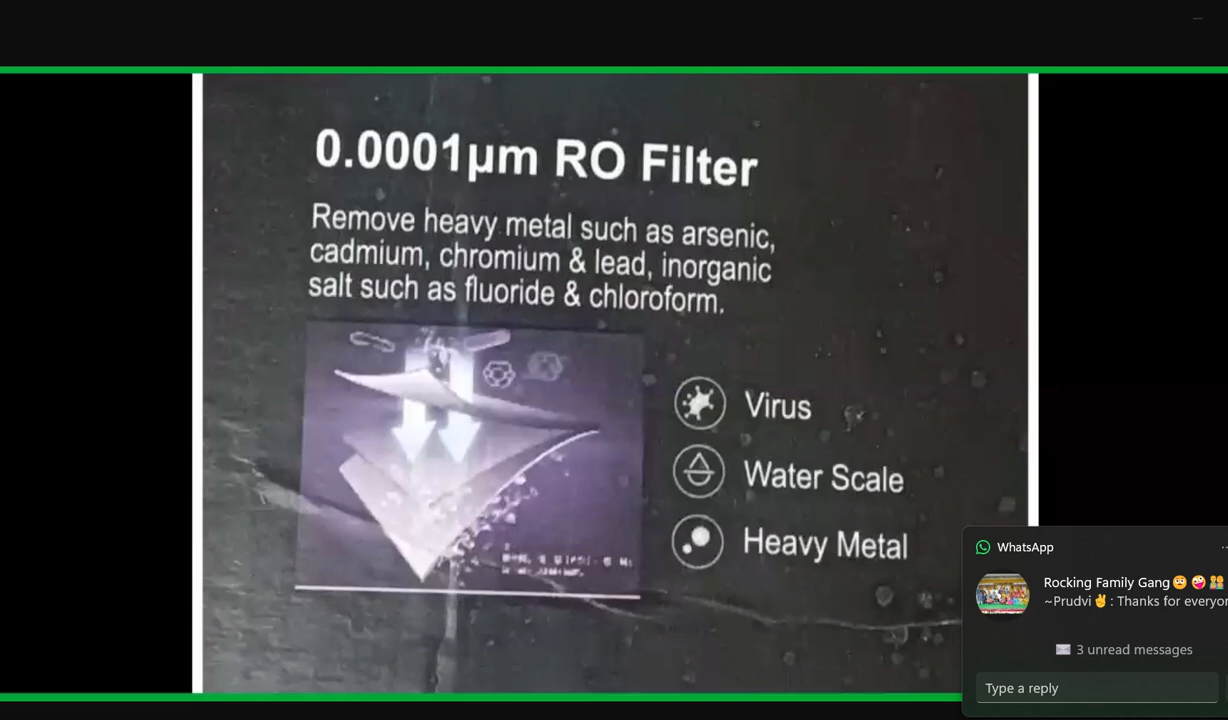 0.0001µm RO Filter
Remove heavy metal such as arsenic,
cadmium, chromium & lead, inorganic
salt such as fluoride & chloroform.
Virus
Water Scale
Heavy Metal
WhatsApp
Rocking Family Gang😳🤪👫
~Prudvi✌: Thanks for
3 unread messages
Type a reply